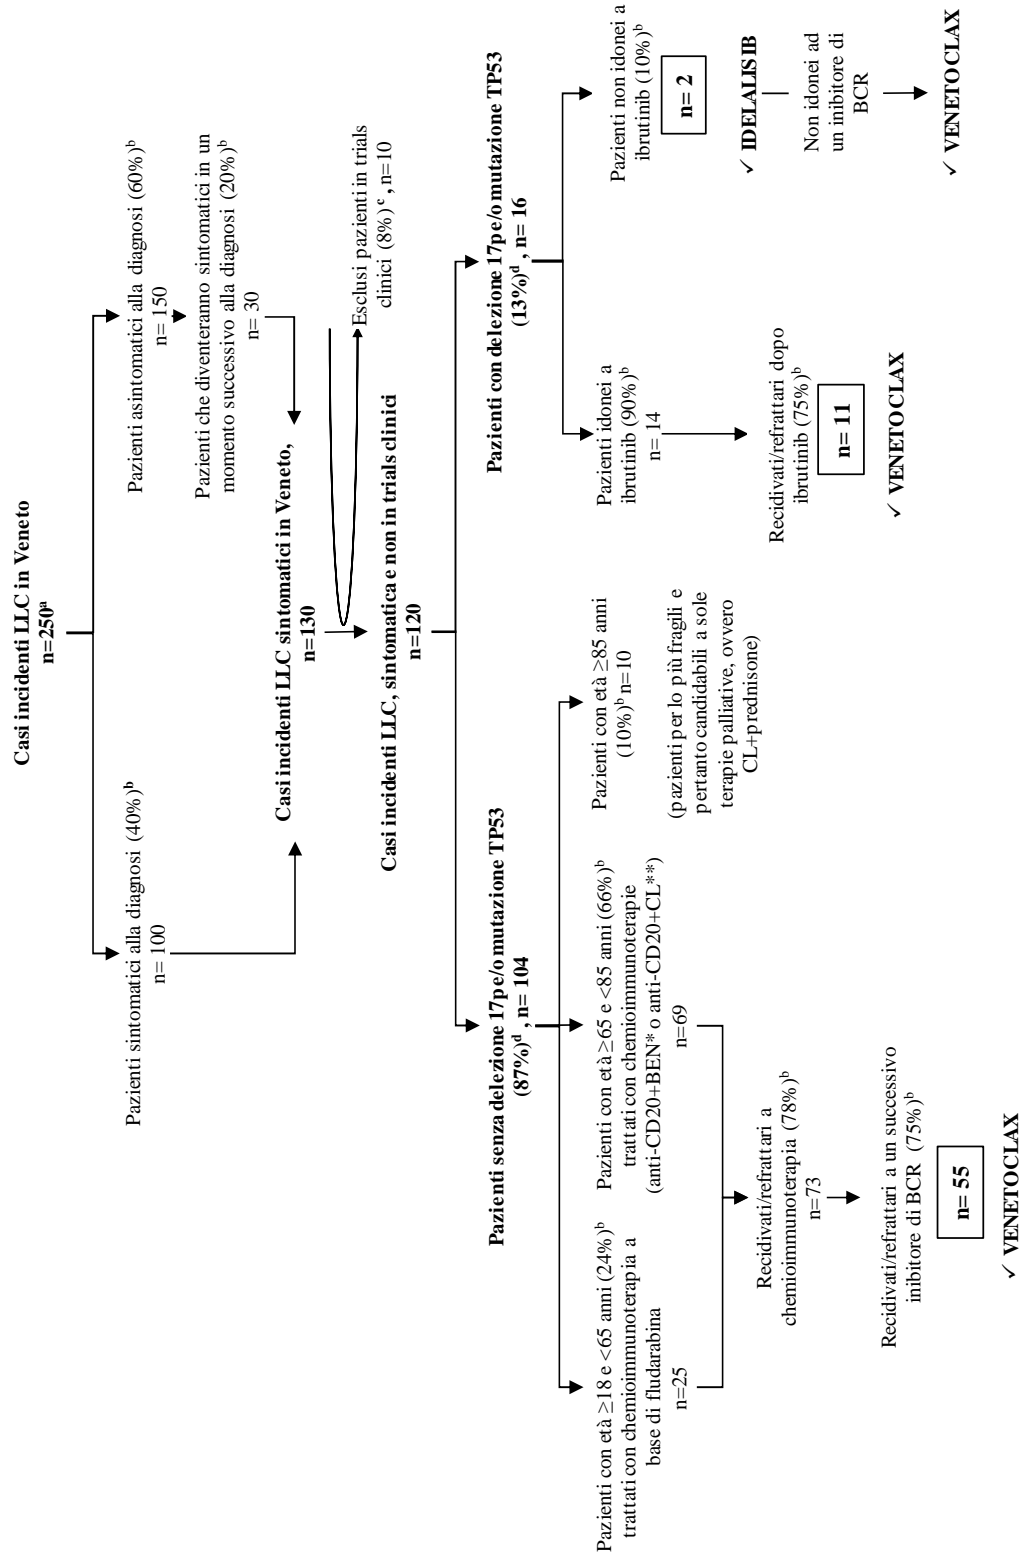 Casi incidenti LLC in Veneto
n=250ᵃ
Pazienti sintomatici alla diagnosi (40%)ᵇ
n= 100
Pazienti asintomatici alla diagnosi (60%)ᵇ
n= 150
Pazienti che diventeranno sintomatici in un
momento successivo alla diagnosi (20%)ᵇ
n= 30
Casi incidenti LLC sintomatici in Veneto,
n=130
Esclusi pazienti in trials
clinici (8%)ᶜ , n=10
Casi incidenti LLC, sintomatica e non in trials clinici
n=120
Pazienti senza delezione 17p e/o mutazione TP53
(87%)ᵈ , n= 104
Pazienti con delezione 17p e/o mutazione TP53
(13%)ᵈ , n= 16
Pazienti con età ≥18 e <65 anni (24%)ᵇ
trattati con chemioimmunoterapia a
base di fludarabina
n=25
Pazienti con età ≥65 e <85 anni (66%)ᵇ
trattati con chemioimmunoterapie
(anti-CD20+BEN* o anti-CD20+CL**)
n=69
Pazienti con età ≥85 anni
(10%)ᵇ n=10
(pazienti per lo più fragili e
pertanto candidabili a sole
terapie palliative, ovvero
CL+prednisone)
Recidivati/refrattari a
chemioimmunoterapia (78%)ᵇ
n=73
Recidivati/refrattari a un successivo
inibitore di BCR (75%)ᵇ
n= 55
✓ VENETOCLAX
Pazienti idonei a
ibrutinib (90%)ᵇ
n= 14
Recidivati/refrattari dopo
ibrutinib (75%)ᵇ
n= 11
✓ VENETOCLAX
Pazienti non idonei a
ibrutinib (10%)ᵇ
n= 2
✓ IDELALISIB
Non idonei ad
un inibitore di
BCR
✓ VENETOCLAX